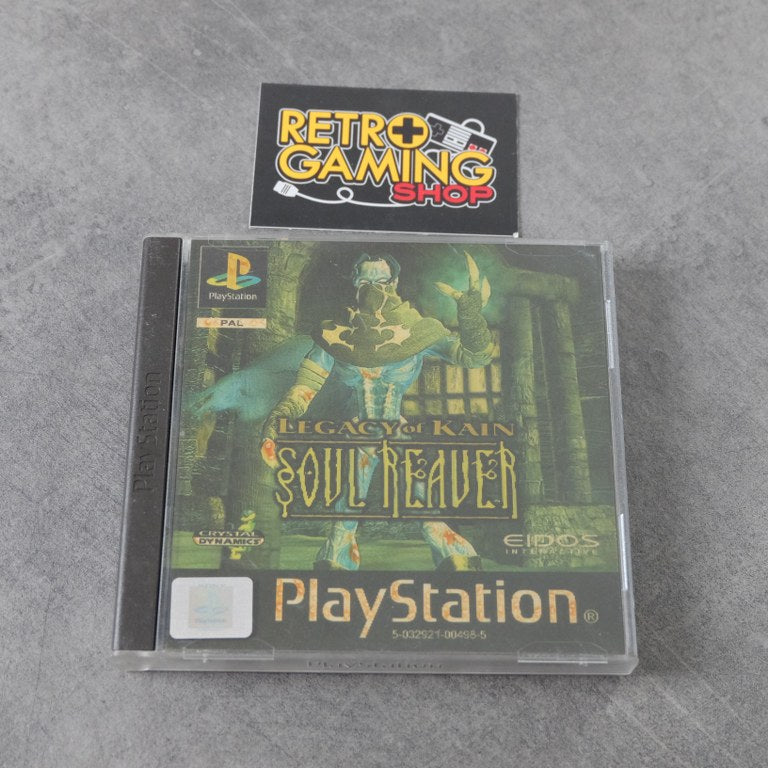 RETRO
GAMING
SHOP
PlayStation
PAL
PlayStation
LEGACY of KAIN
SOUL REAVER
CRYSTAL
DYNAMICS
EIDOS
INTERACTIVE
PlayStation®
5-032921-00498-5
PlayStation